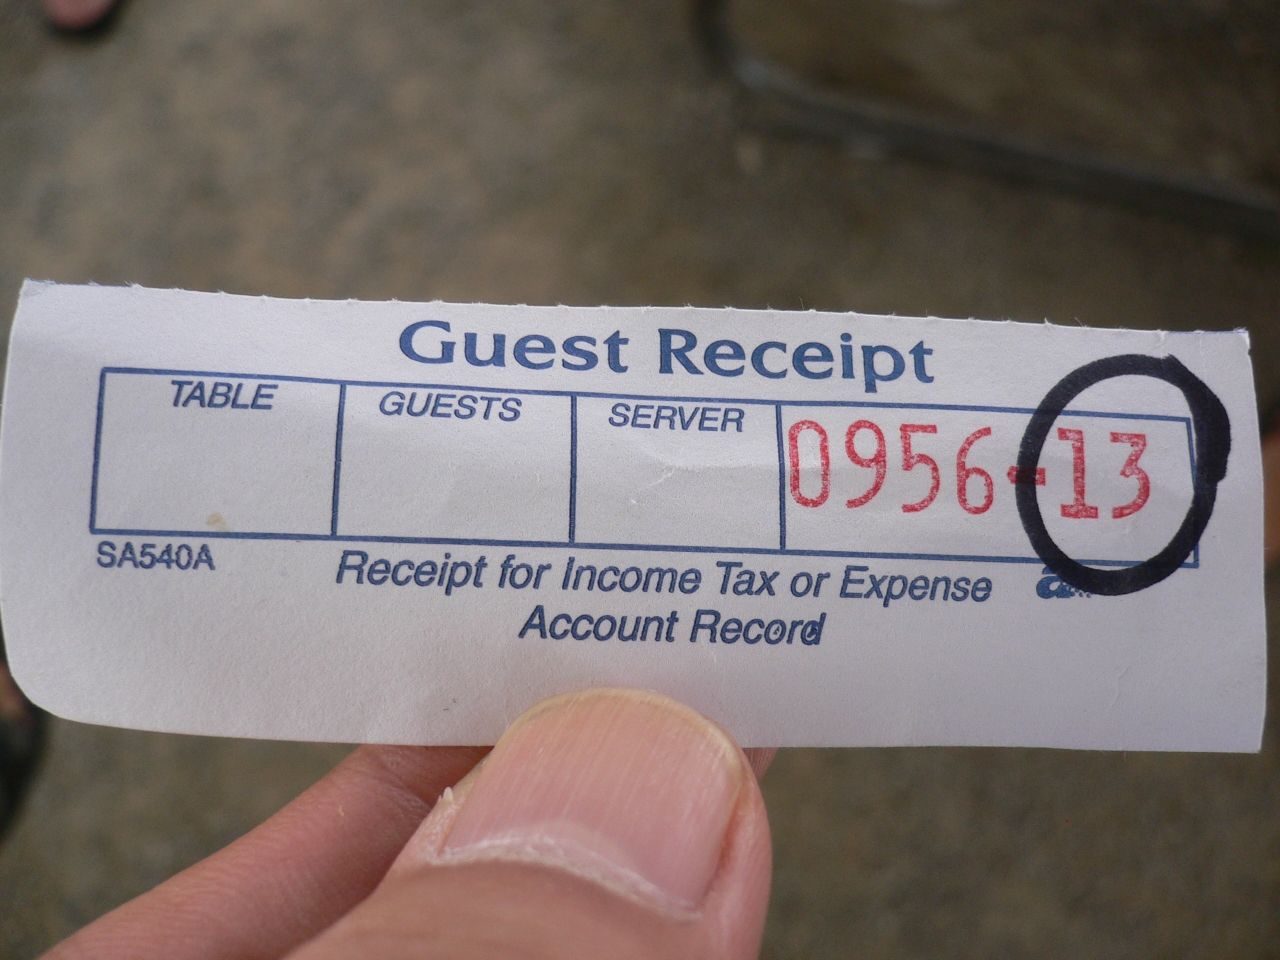 Guest Receipt
TABLE GUESTS SERVER 0956-13
SA540A
Receipt for Income Tax or Expense
Account Record